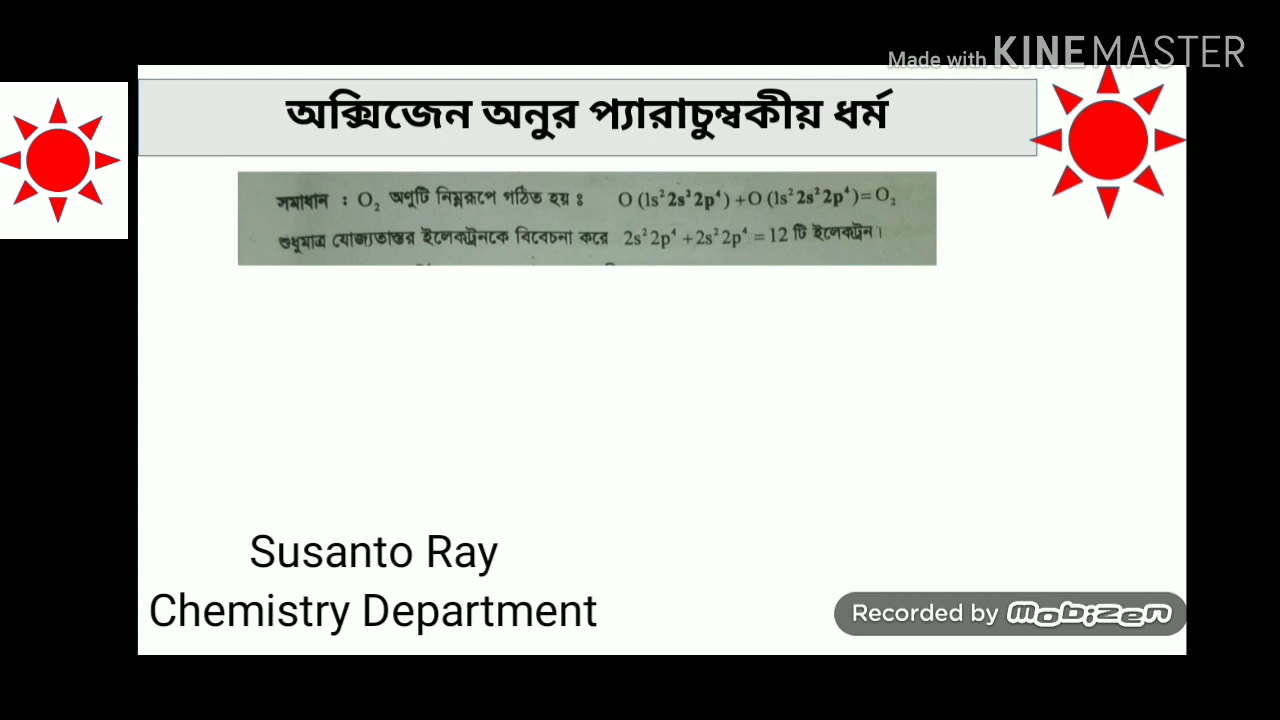 Made with KINEMASTER
অক্সিজেন অনুর প্যারাচুম্বকীয় ধর্ম
সমাধান : O₂ অণুটি নিম্নরূপে গঠিত হয় ঃ O (1s² 2s² 2p⁴) +O (1s² 2s² 2p⁴)= O₂
শুধুমাত্র যোজ্যতাস্তর ইলেকট্রনকে বিবেচনা করে 2s² 2p⁴ +2s² 2p⁴ = 12 টি ইলেকট্রন।
Susanto Ray
Chemistry Department
Recorded by mobizen